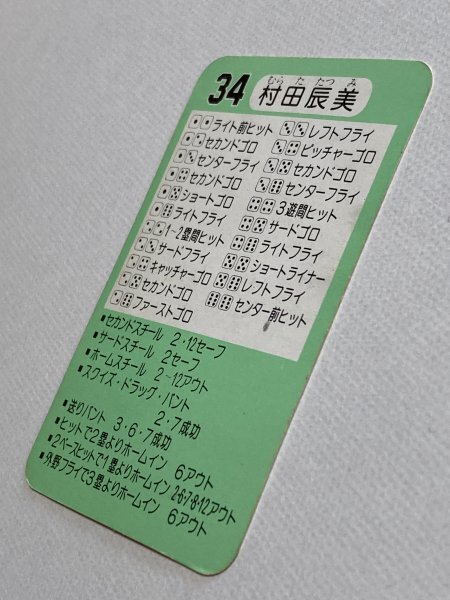 34 村田辰美
むら た たつ み
ライト前ヒット
セカンドゴロ
センターフライ
セカンドゴロ
ショートゴロ
ライトフライ
1~2塁間ヒット
サードフライ
キャッチャーゴロ
セカンドゴロ
ファーストゴロ
レフトフライ
ピッチャーゴロ
セカンドゴロ
センターフライ
3遊間ヒット
サードゴロ
ライトフライ
ショートライナー
レフトフライ
センター前ヒット
■セカンドスチール 2・12セーフ
■サードスチール 2セーフ
■ホームスチール 2~12アウト
■スクイズ・ドラッグ・バント
2・7成功
■送りバント 3・6・7成功
■ヒットで2塁よりホームイン 6アウト
■2ベースヒットで1塁よりホームイン 2・6・7・8・12アウト
■外野フライで3塁よりホームイン 6アウト